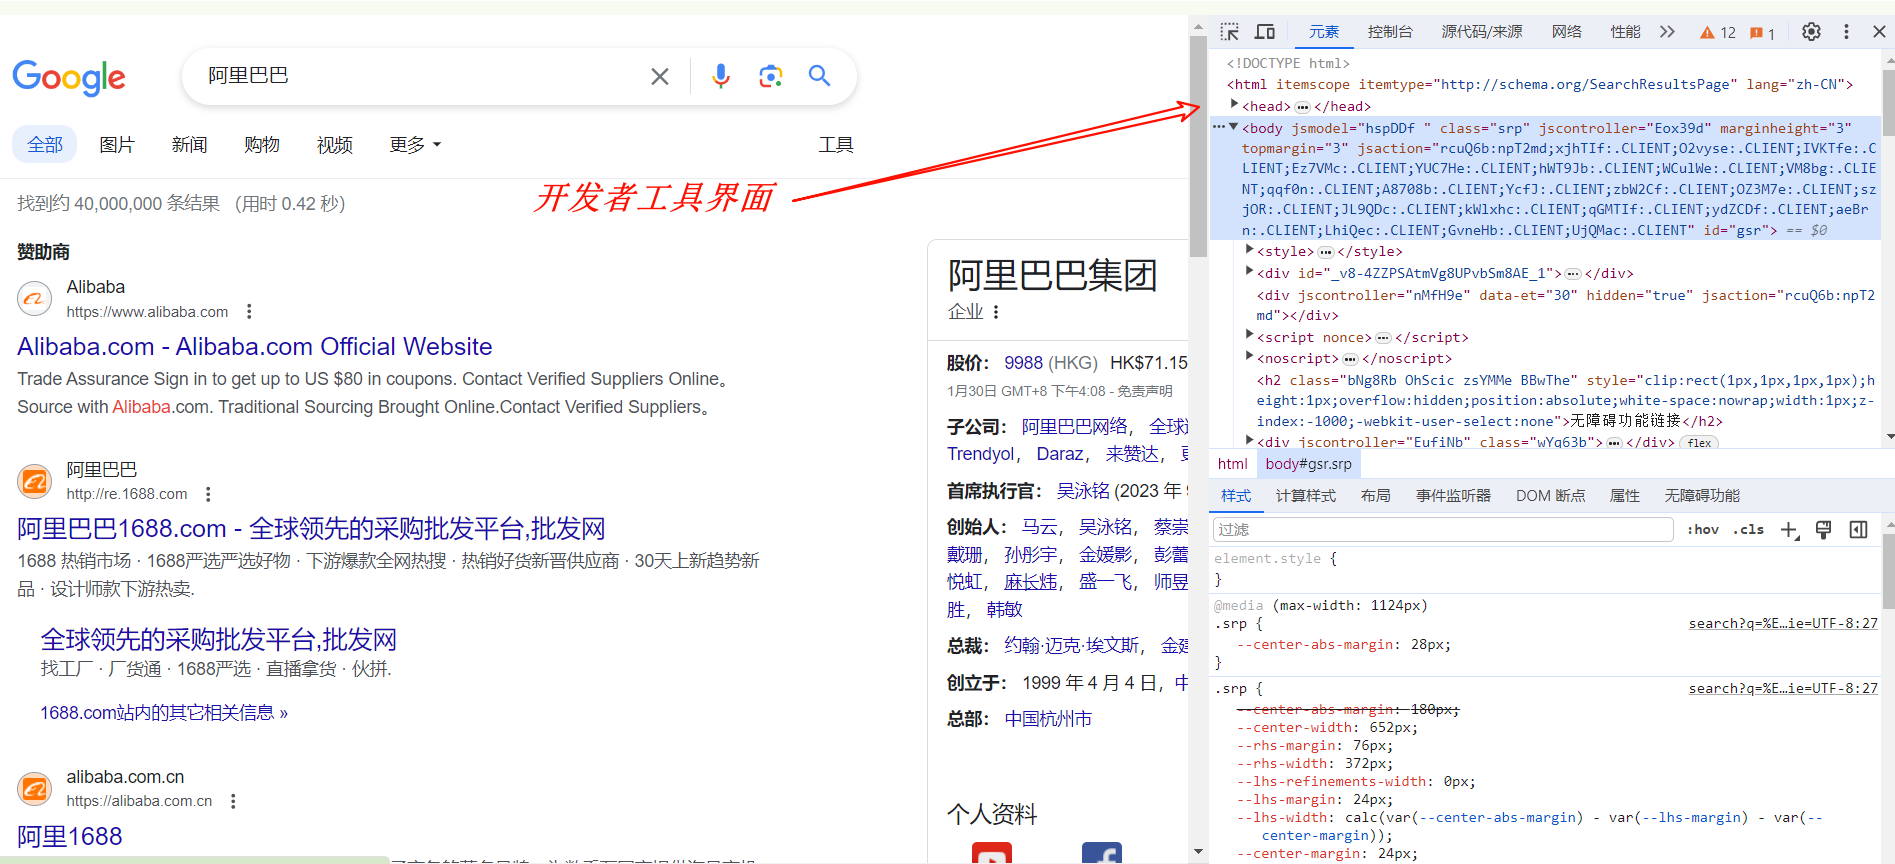 Google
阿里巴巴
全部 图片 新闻 购物 视频 更多 工具
找到约 40,000,000 条结果 (用时 0.42 秒)
开发者工具界面
赞助商
Alibaba
https://www.alibaba.com
Alibaba.com - Alibaba.com Official Website
Trade Assurance Sign in to get up to US $80 in coupons. Contact Verified Suppliers Online。
Source with Alibaba.com. Traditional Sourcing Brought Online.Contact Verified Suppliers。
阿里巴巴
http://re.1688.com
阿里巴巴1688.com - 全球领先的采购批发平台,批发网
1688 热销市场 · 1688严选严选好物 · 下游爆款全网热搜 · 热销好货新晋供应商 · 30天上新趋势新
品 · 设计师款下游热卖.
全球领先的采购批发平台,批发网
找工厂 · 厂货通 · 1688严选 · 直播拿货 · 伙拼.
1688.com站内的其它相关信息 »
alibaba.com.cn
https://alibaba.com.cn
阿里1688
阿里巴巴集团
企业
股价： 9988 (HKG) HK$71.15
1月30日 GMT+8 下午4:08 - 免责声明
子公司： 阿里巴巴网络， 全球
Trendyol， Daraz， 来赞达，
首席执行官： 吴泳铭 (2023 年
创始人： 马云， 吴泳铭， 蔡崇
戴珊， 孙彤宇， 金媛影， 彭蕾
悦虹， 麻长炜， 盛一飞， 师昱
胜， 韩敏
总裁： 约翰·迈克·埃文斯， 金建
创立于： 1999 年 4 月 4 日，中
总部： 中国杭州市
个人资料
元素 控制台 源代码/来源 网络 性能 12 1
<!DOCTYPE html>
<html itemscope itemtype="http://schema.org/SearchResultsPage" lang="zh-CN">
<head>…</head>
<body jsmodel="hspDDf " class="srp" jscontroller="Eox39d" marginheight="3"
topmargin="3" jsaction="rcuQ6b:npT2md;xjhTIf:.CLIENT;O2vyse:.CLIENT;IVKTfe:.C
LIENT;Ez7VMc:.CLIENT;YUC7He:.CLIENT;hWT9Jb:.CLIENT;WCulWe:.CLIENT;VM8bg:.CLIE
NT;qqf0n:.CLIENT;A8708b:.CLIENT;YcfJ:.CLIENT;zbW2Cf:.CLIENT;OZ3M7e:.CLIENT;sz
jOR:.CLIENT;JL9QDc:.CLIENT;kWlxhc:.CLIENT;qGMTIf:.CLIENT;ydZCDf:.CLIENT;aeBr
n:.CLIENT;LhiQec:.CLIENT;GvneHb:.CLIENT;UjQMac:.CLIENT" id="gsr"> == $0
<style>…</style>
<div id="_v8-4ZZPSAtmVg8UPvbSm8AE_1">…</div>
<div jscontroller="nMfH9e" data-et="30" hidden="true" jsaction="rcuQ6b:npT2
md"></div>
<script nonce>…</script>
<noscript>…</noscript>
<h2 class="bNg8Rb OhScic zsYMMe BBwThe" style="clip:rect(1px,1px,1px,1px);h
eight:1px;overflow:hidden;position:absolute;white-space:nowrap;width:1px;z-
index:-1000;-webkit-user-select:none">无障碍功能链接</h2>
<div jscontroller="EufiNb" class="wYq63b">…</div> flex
html body#gsr.srp
样式 计算样式 布局 事件监听器 DOM 断点 属性 无障碍功能
过滤 :hov .cls
element.style {
}
@media (max-width: 1124px)
.srp { search?q=%E…ie=UTF-8:27
--center-abs-margin: 28px;
}
.srp { search?q=%E…ie=UTF-8:27
--center-abs-margin: 180px;
--center-width: 652px;
--rhs-margin: 76px;
--rhs-width: 372px;
--lhs-refinements-width: 0px;
--lhs-margin: 24px;
--lhs-width: calc(var(--center-abs-margin) - var(--lhs-margin) - var(--
center-margin));
--center-margin: 24px;